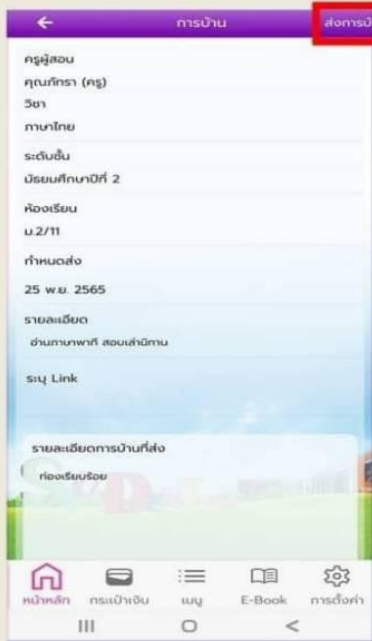 การบ้าน
ส่งการบ้
ครูผู้สอน
คุณภัทรา (ครู)
วิชา
ภาษาไทย
ระดับชั้น
มัธยมศึกษาปีที่ 2
ห้องเรียน
ม.2/11
กำหนดส่ง
25 พ.ย. 2565
รายละเอียด
อ่านภาษาพาที สอบเล่านิทาน
ระบุ Link
รายละเอียดการบ้านที่ส่ง
ท่องเรียบร้อย
หน้าหลัก
กระเป๋าเงิน
เมนู
E-Book
การตั้งค่า